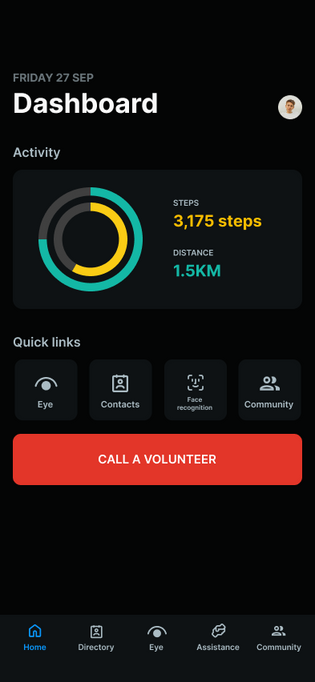 FRIDAY 27 SEP
Dashboard
Activity
STEPS
3,175 steps
DISTANCE
1.5KM
Quick links
Eye
Contacts
Face
recognition
Community
CALL A VOLUNTEER
Home
Directory
Eye
Assistance
Community